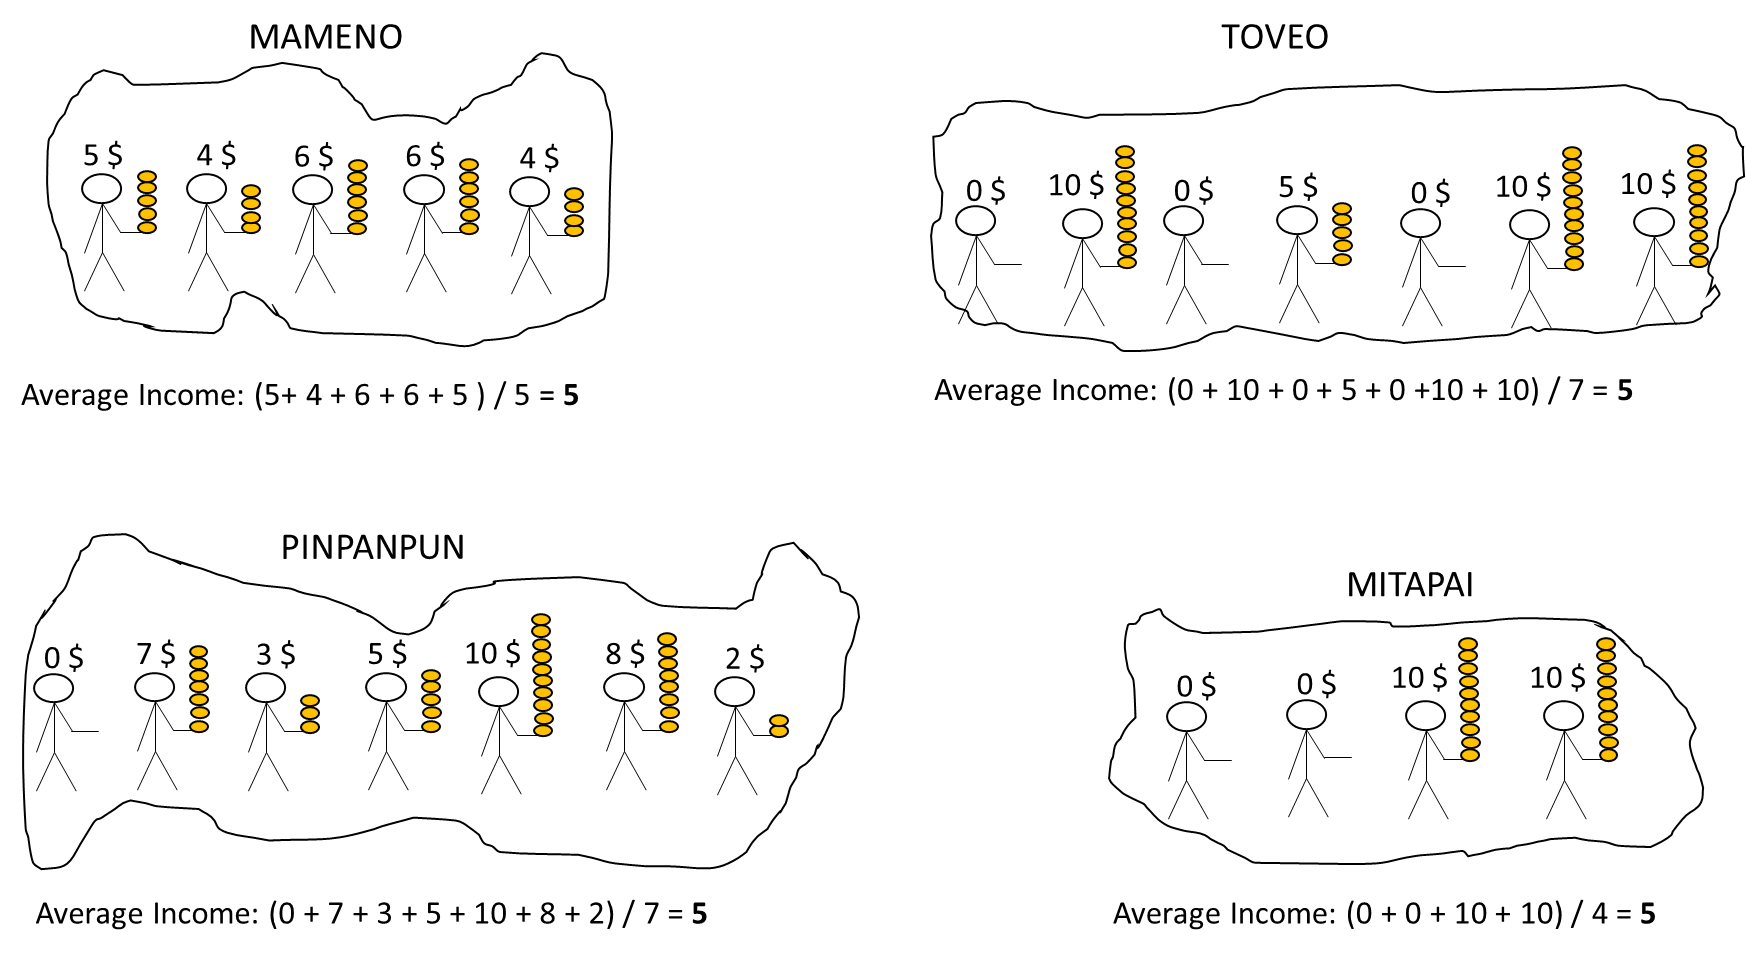 MAMENO
5 $ 4 $ 6 $ 6 $ 4 $
Average Income: (5+ 4 + 6 + 6 + 5 ) / 5 = 5
TOVEO
0 $ 10 $ 0 $ 5 $ 0 $ 10 $ 10 $
Average Income: (0 + 10 + 0 + 5 + 0 +10 + 10) / 7 = 5
PINPANPUN
0 $ 7 $ 3 $ 5 $ 10 $ 8 $ 2 $
Average Income: (0 + 7 + 3 + 5 + 10 + 8 + 2) / 7 = 5
MITAPAI
0 $ 0 $ 10 $ 10 $
Average Income: (0 + 0 + 10 + 10) / 4 = 5